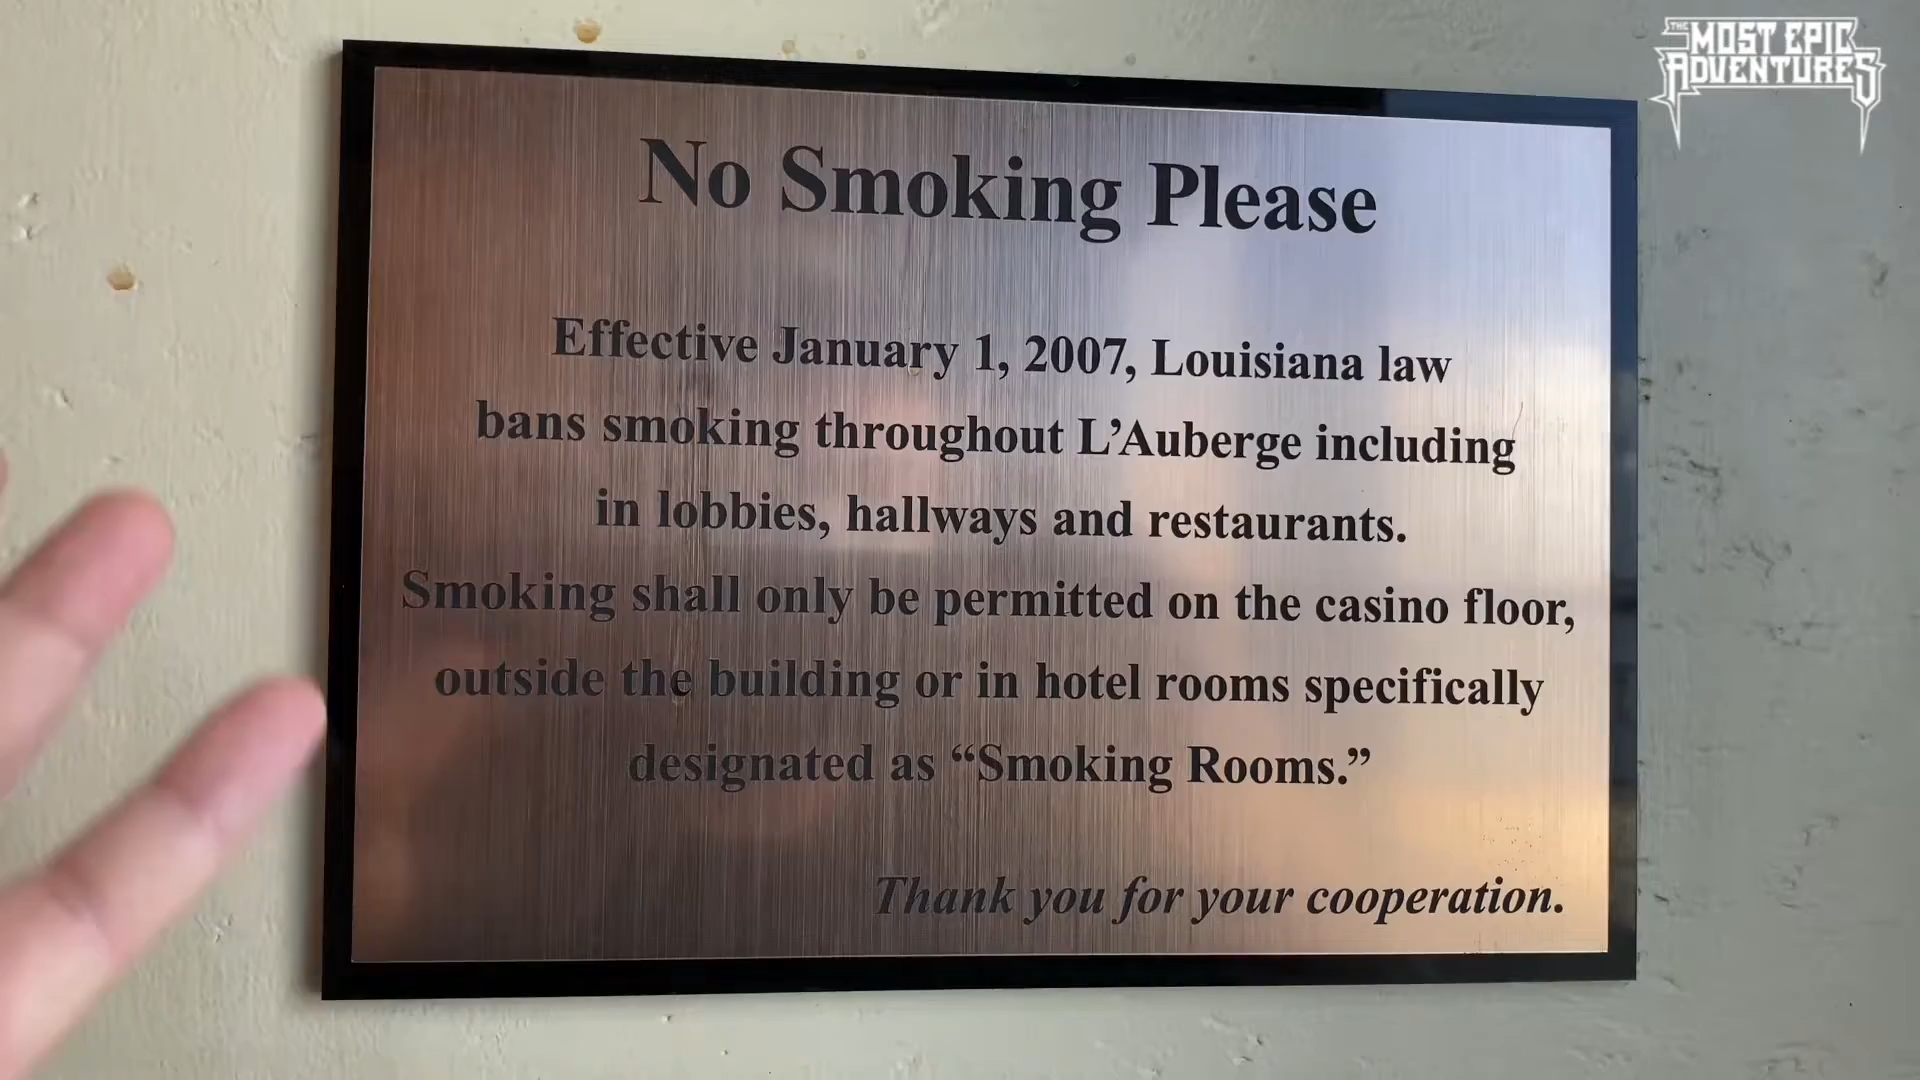 THE
MOST EPIC
ADVENTURES
No Smoking Please
Effective January 1, 2007, Louisiana law
bans smoking throughout L’Auberge including
in lobbies, hallways and restaurants.
Smoking shall only be permitted on the casino floor,
outside the building or in hotel rooms specifically
designated as “Smoking Rooms.”
Thank you for your cooperation.